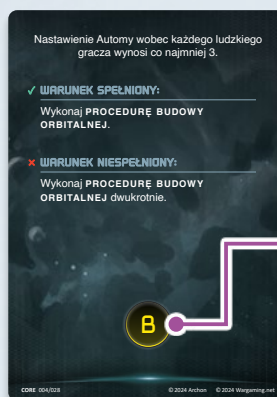 Nastawienie Automy wobec każdego ludzkiego
gracza wynosi co najmniej 3.
✓ WARUNEK SPEŁNIONY:
Wykonaj PROCEDURĘ BUDOWY
ORBITALNEJ.
✗ WARUNEK NIESPEŁNIONY:
Wykonaj PROCEDURĘ BUDOWY
ORBITALNEJ dwukrotnie.
B
CORE 004/028 © 2024 Archon © 2024 Wargaming.net